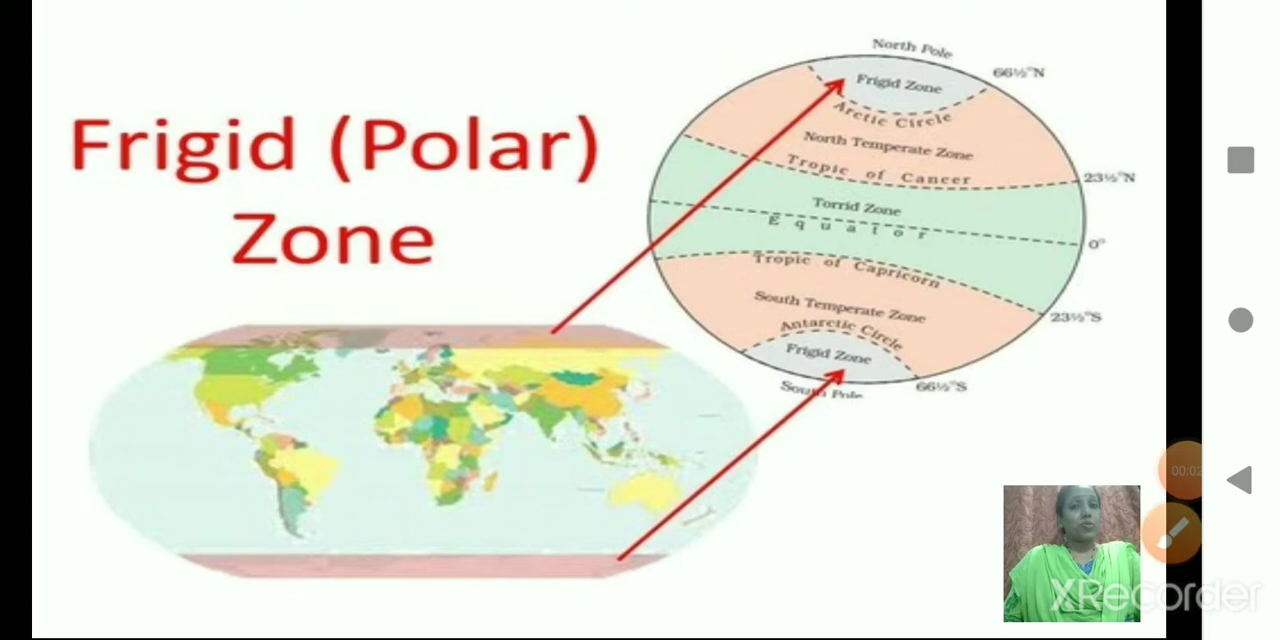 Frigid (Polar)
Zone
North Pole
66½°N
Frigid Zone
Arctic Circle
North Temperate Zone
Tropic of Cancer
23½°N
Torrid Zone
Equator
0°
Tropic of Capricorn
South Temperate Zone
23½°S
Antarctic Circle
Frigid Zone
66½°S
South Pole
00:02
XRecorder